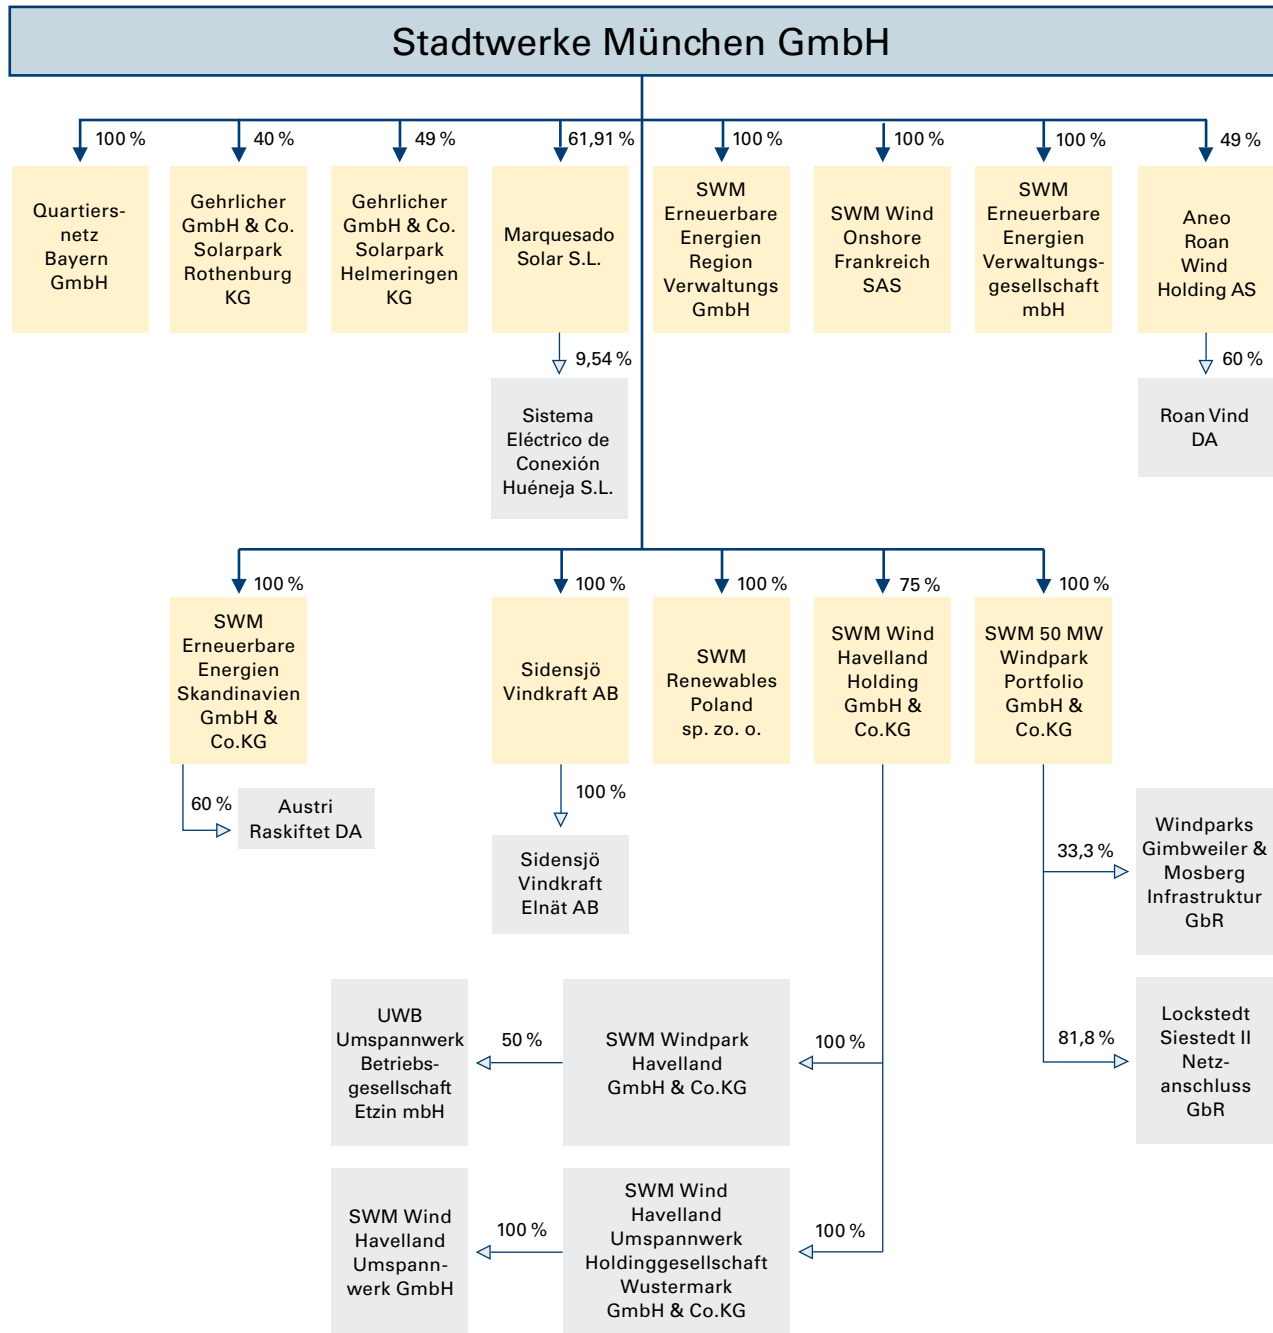 Stadtwerke München GmbH
100 %
40 %
49 %
61,91 %
100 %
100 %
100 %
49 %
Quartiers-
netz
Bayern
GmbH
Gehrlicher
GmbH & Co.
Solarpark
Rothenburg
KG
Gehrlicher
GmbH & Co.
Solarpark
Helmeringen
KG
Marquesado
Solar S.L.
SWM
Erneuerbare
Energien
Region
Verwaltungs
GmbH
SWM Wind
Onshore
Frankreich
SAS
SWM
Erneuerbare
Energien
Verwaltungs-
gesellschaft
mbH
Aneo
Roan
Wind
Holding AS
9,54 %
60 %
Sistema
Eléctrico de
Conexión
Huéneja S.L.
Roan Vind
DA
100 %
100 %
100 %
75 %
100 %
SWM
Erneuerbare
Energien
Skandinavien
GmbH &
Co.KG
Sidensjö
Vindkraft AB
SWM
Renewables
Poland
sp. zo. o.
SWM Wind
Havelland
Holding
GmbH &
Co.KG
SWM 50 MW
Windpark
Portfolio
GmbH &
Co.KG
60 %
Austri
Raskiftet DA
100 %
Sidensjö
Vindkraft
Elnät AB
33,3 %
Windparks
Gimbweiler &
Mosberg
Infrastruktur
GbR
UWB
Umspannwerk
Betriebs-
gesellschaft
Etzin mbH
50 %
SWM Windpark
Havelland
GmbH & Co.KG
100 %
81,8 %
Lockstedt
Siestedt II
Netz-
anschluss
GbR
SWM Wind
Havelland
Umspann-
werk GmbH
100 %
SWM Wind
Havelland
Umspannwerk
Holdinggesellschaft
Wustermark
GmbH & Co.KG
100 %